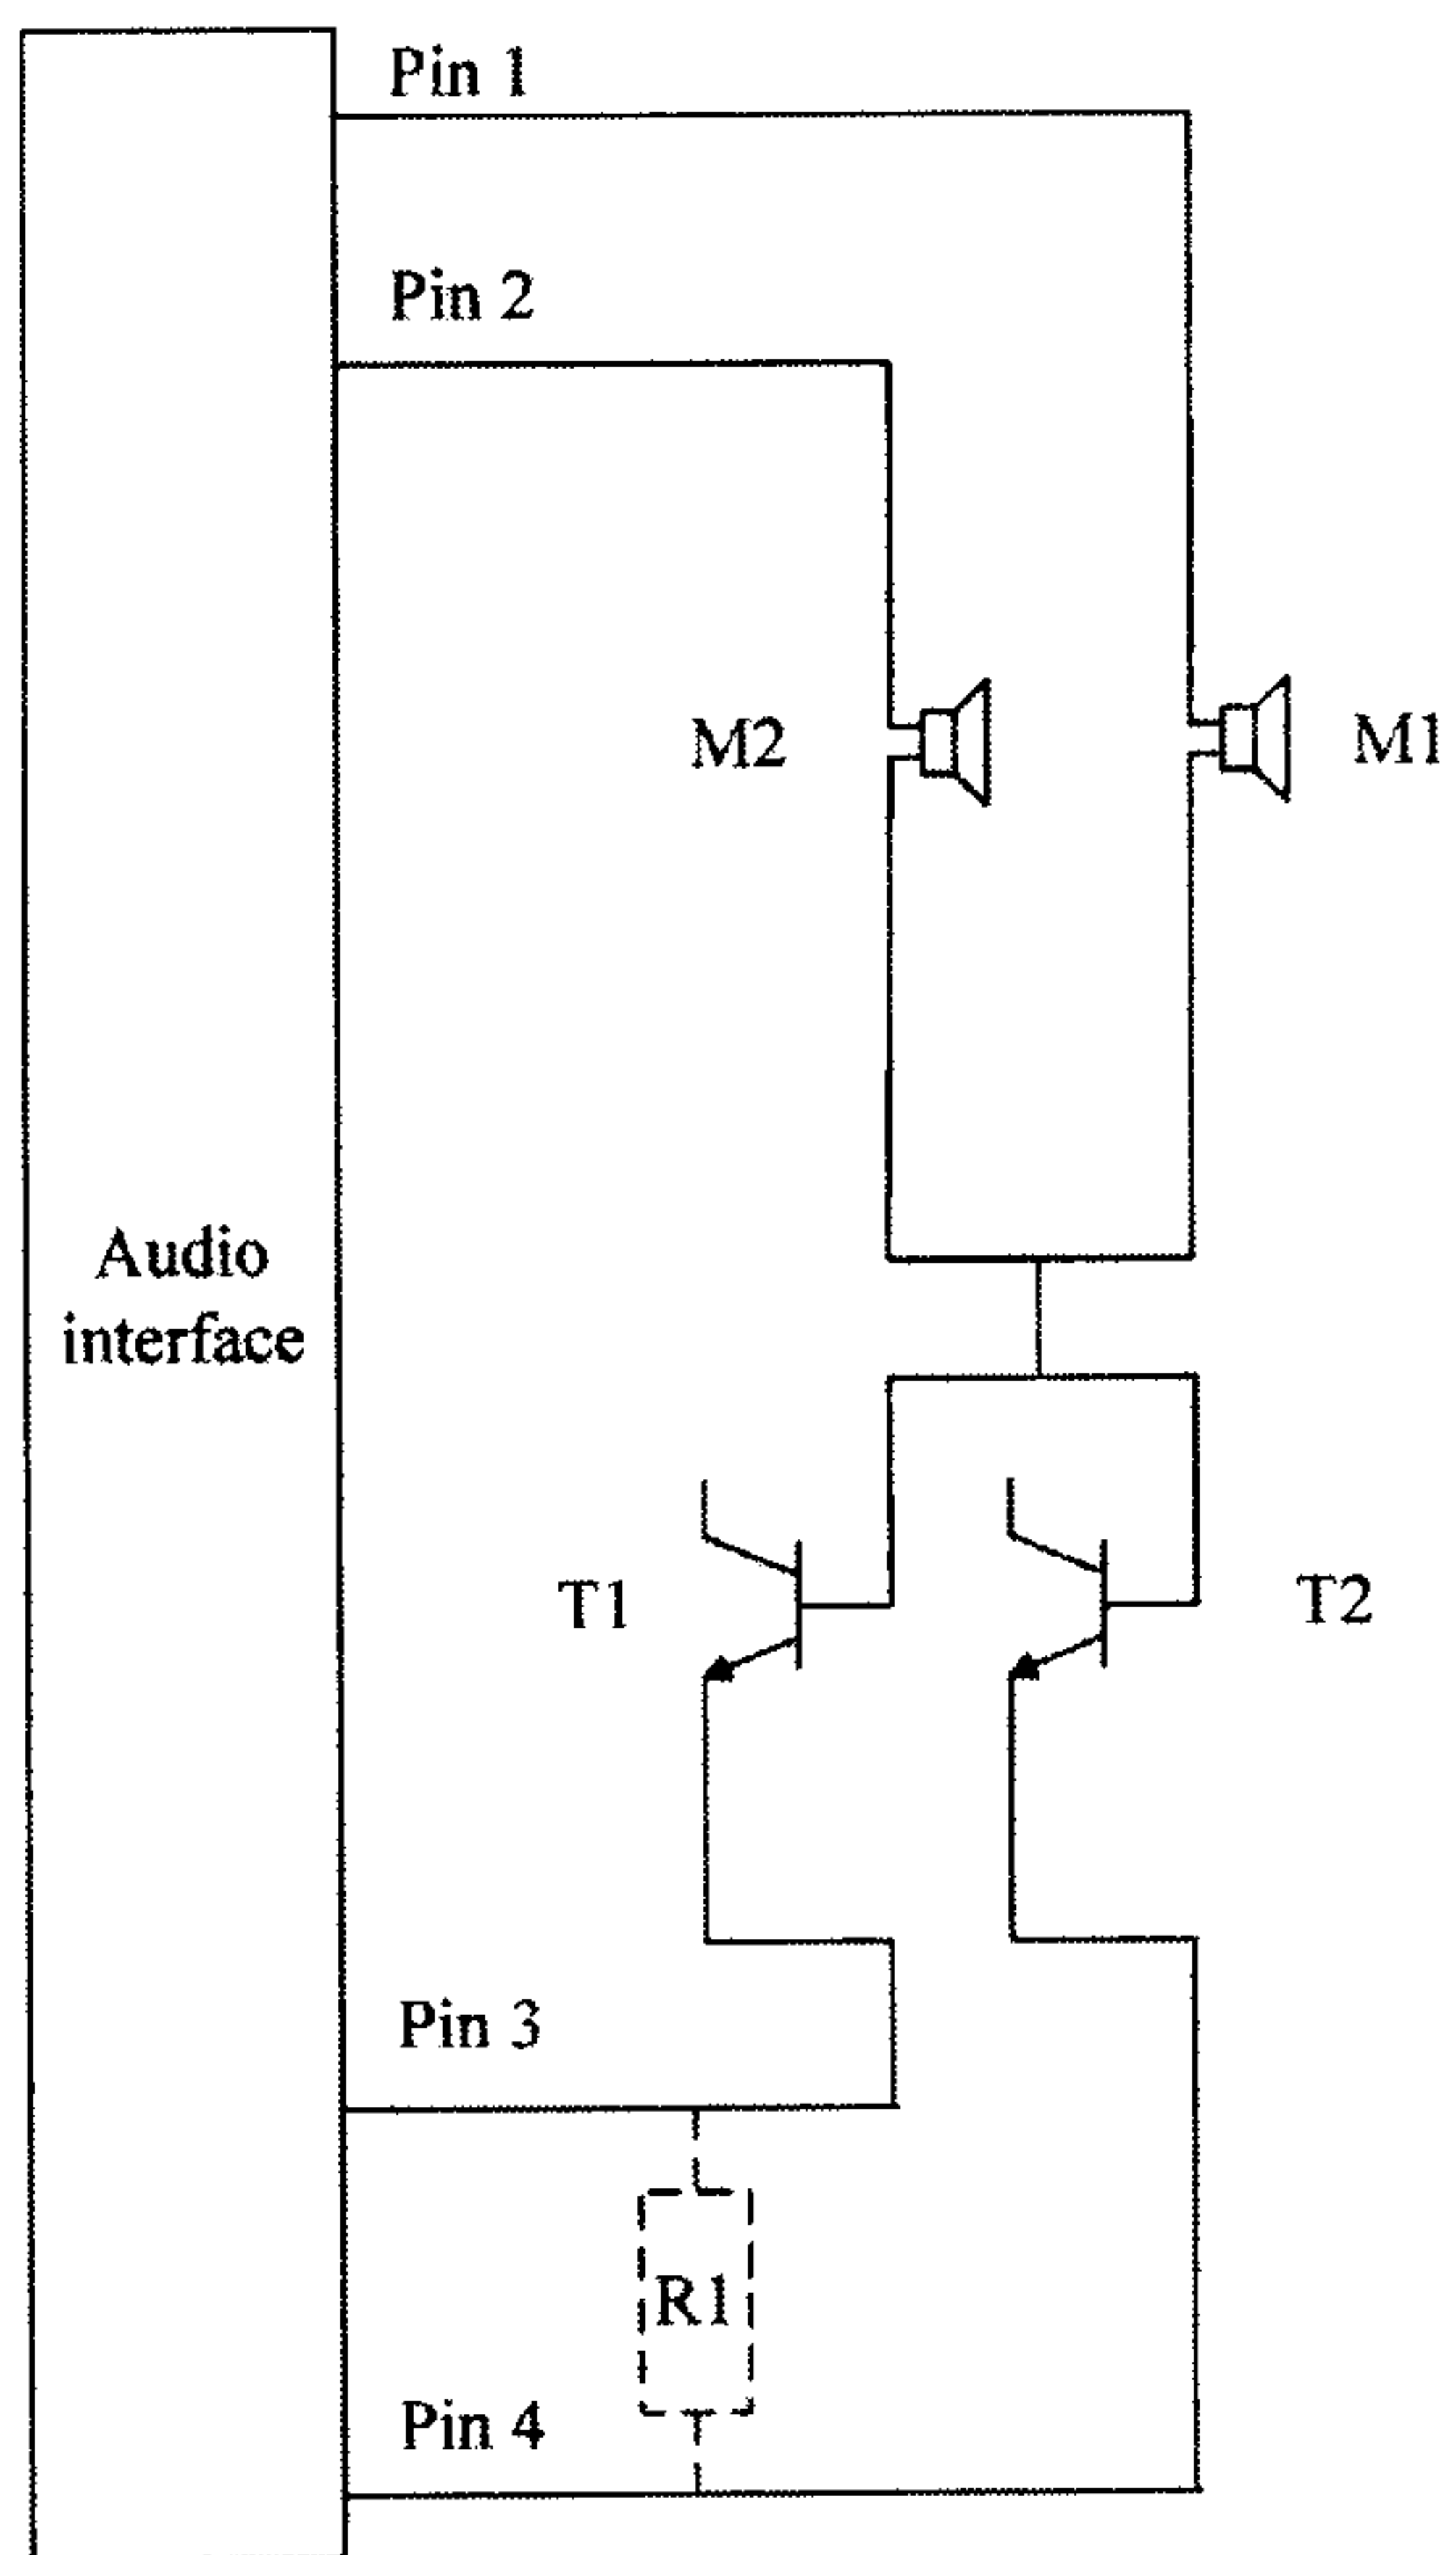 Pin 1
Pin 2
M2
M1
Audio
interface
T1
T2
Pin 3
R1
Pin 4